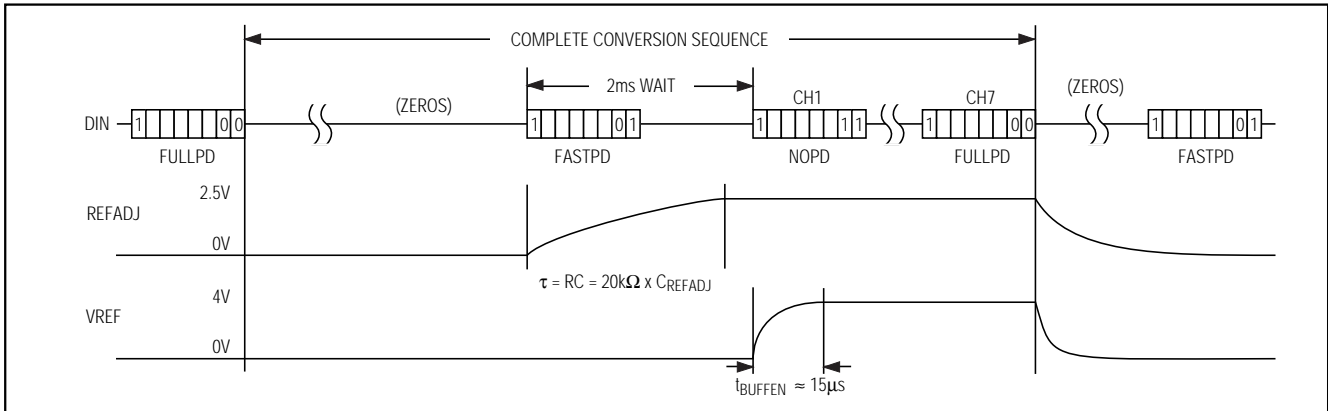 COMPLETE CONVERSION SEQUENCE
2ms WAIT
(ZEROS) CH1 CH7 (ZEROS)
DIN 1 0 0 1 0 1 1 1 1 1 0 0 1 0 1
FULLPD FASTPD NOPD FULLPD FASTPD
2.5V
REFADJ
0V
τ = RC = 20kΩ x CREFADJ
4V
VREF
0V
tBUFFEN ≈ 15µs